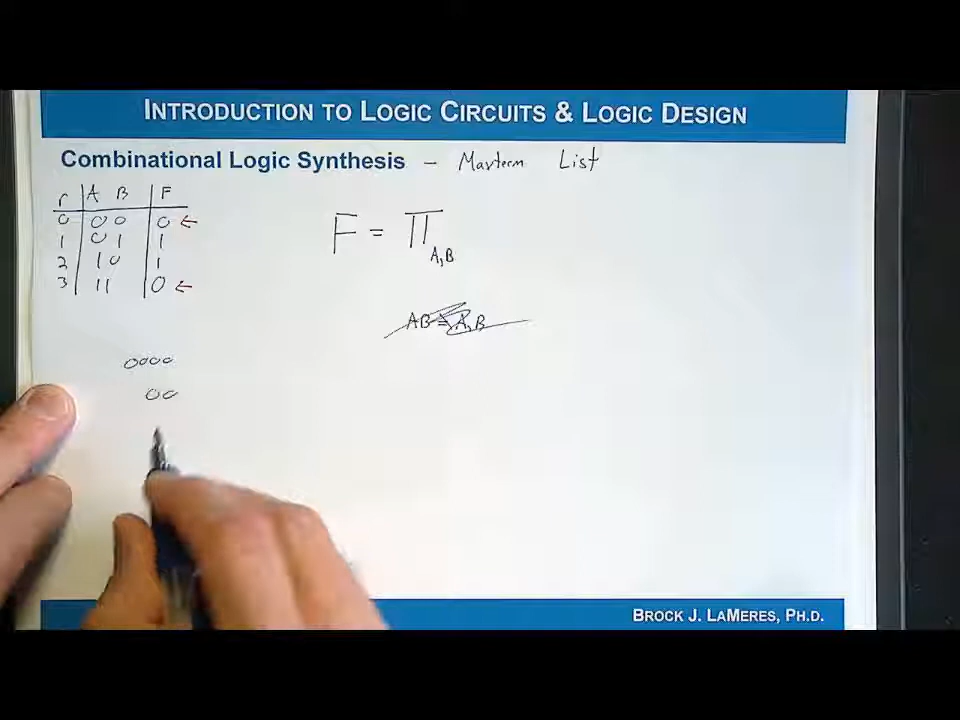 INTRODUCTION TO LOGIC CIRCUITS & LOGIC DESIGN
Combinational Logic Synthesis – Maxterm List
r A B F
0 0 0 0 ←
1 0 1 1
2 1 0 1
3 1 1 0 ←
F = Π A,B
AB = A,B
0000
00
BROCK J. LAMERES, PH.D.